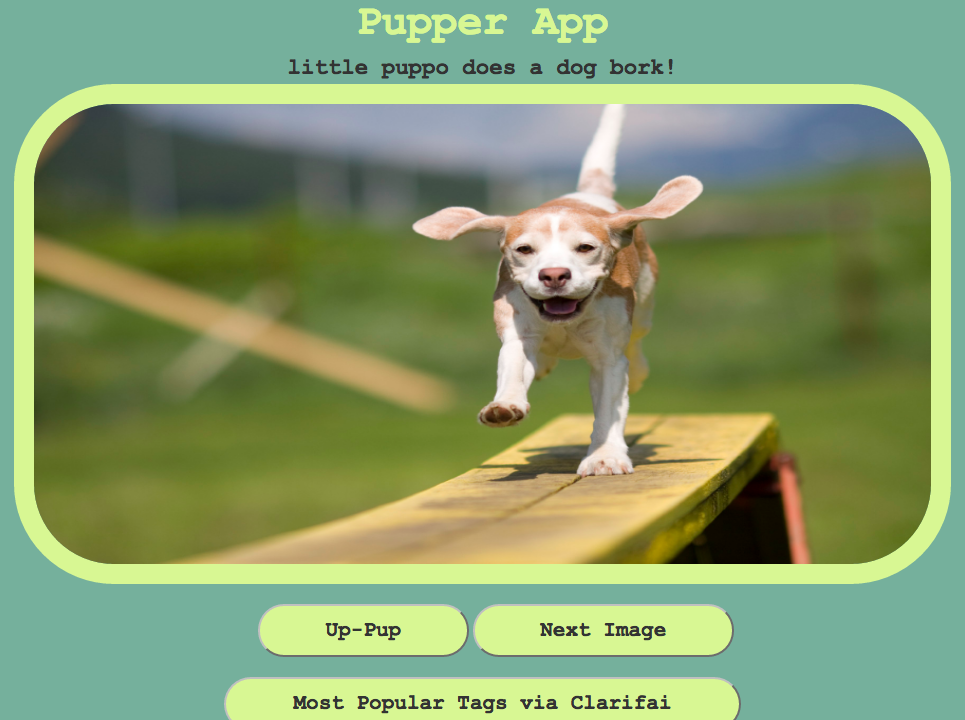 Pupper App
little puppo does a dog bork!
Up-Pup
Next Image
Most Popular Tags via Clarifai